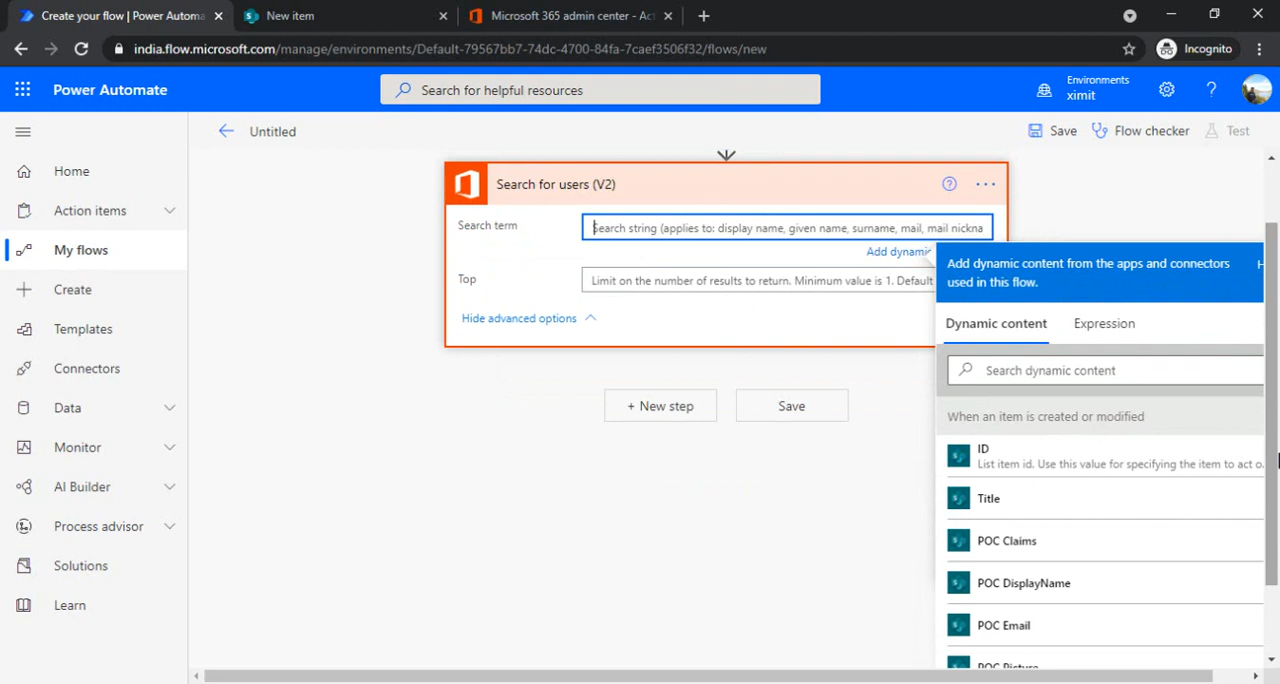 Create your flow | Power Automa
New item
Microsoft 365 admin center - Ac
india.flow.microsoft.com/manage/environments/Default-79567bb7-74dc-4700-84fa-7caef3506f32/flows/new
Incognito
Power Automate
Search for helpful resources
Environments
ximit
Untitled
Save
Flow checker
Test
Home
Action items
My flows
Create
Templates
Connectors
Data
Monitor
AI Builder
Process advisor
Solutions
Learn
Search for users (V2)
Search term
Search string (applies to: display name, given name, surname, mail, mail nickna
Add dynamic
Top
Limit on the number of results to return. Minimum value is 1. Default
Hide advanced options
+ New step
Save
Add dynamic content from the apps and connectors
used in this flow.
H
Dynamic content
Expression
Search dynamic content
When an item is created or modified
ID
List item id. Use this value for specifying the item to act o.
Title
POC Claims
POC DisplayName
POC Email
POC Picture